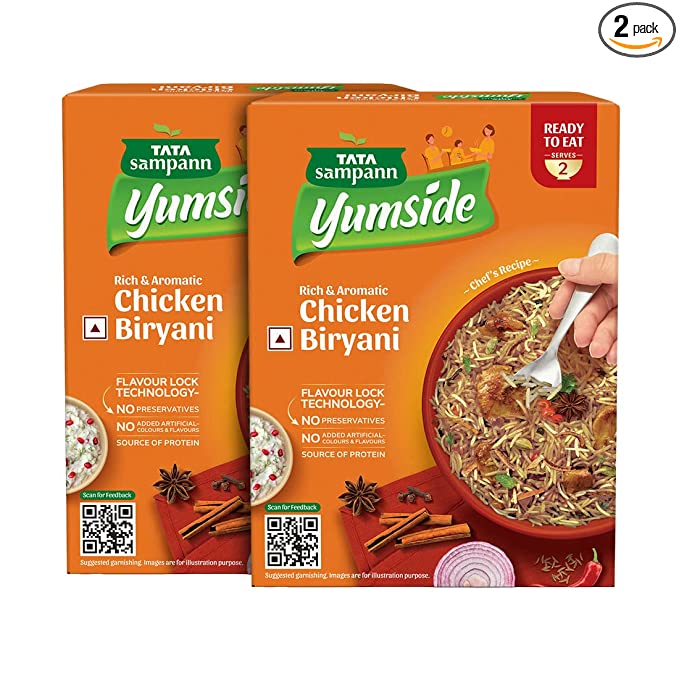 2 pack
TATA
sampann
Yumside
Rich & Aromatic
Chicken
Biryani
FLAVOUR LOCK
TECHNOLOGY~
NO PRESERVATIVES
NO ADDED ARTIFICIAL~
COLOURS & FLAVOURS
SOURCE OF PROTEIN
Scan for Feedback
Suggested garnishing. Images are for illustration purpose.
TATA
sampann
Yumside
READY
TO EAT
~ SERVES ~
2
~ Chef's Recipe ~
Rich & Aromatic
Chicken
Biryani
FLAVOUR LOCK
TECHNOLOGY~
NO PRESERVATIVES
NO ADDED ARTIFICIAL~
COLOURS & FLAVOURS
SOURCE OF PROTEIN
Scan for Feedback
Suggested garnishing. Images are for illustration purpose.